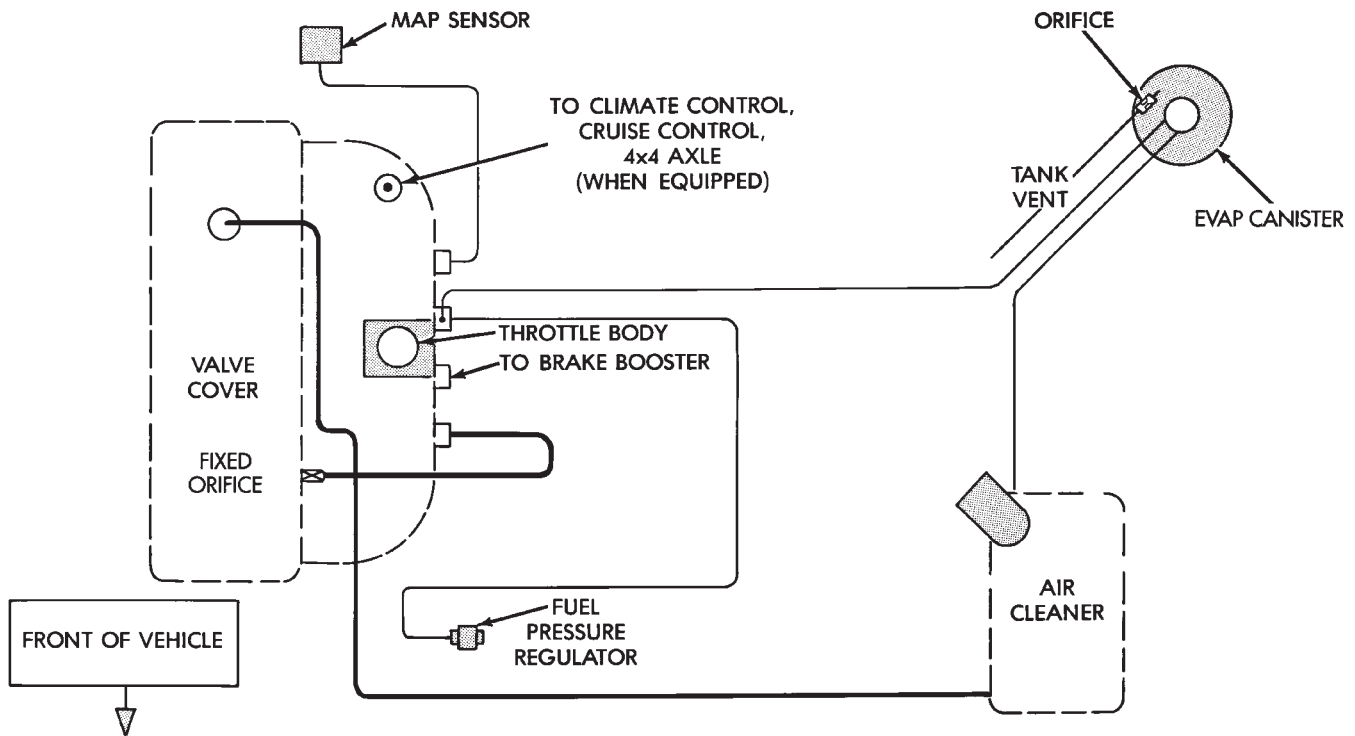 MAP SENSOR
ORIFICE
TO CLIMATE CONTROL,
CRUISE CONTROL,
4x4 AXLE
(WHEN EQUIPPED)
TANK
VENT
EVAP CANISTER
THROTTLE BODY
TO BRAKE BOOSTER
VALVE
COVER
FIXED
ORIFICE
AIR
CLEANER
FUEL
PRESSURE
REGULATOR
FRONT OF VEHICLE